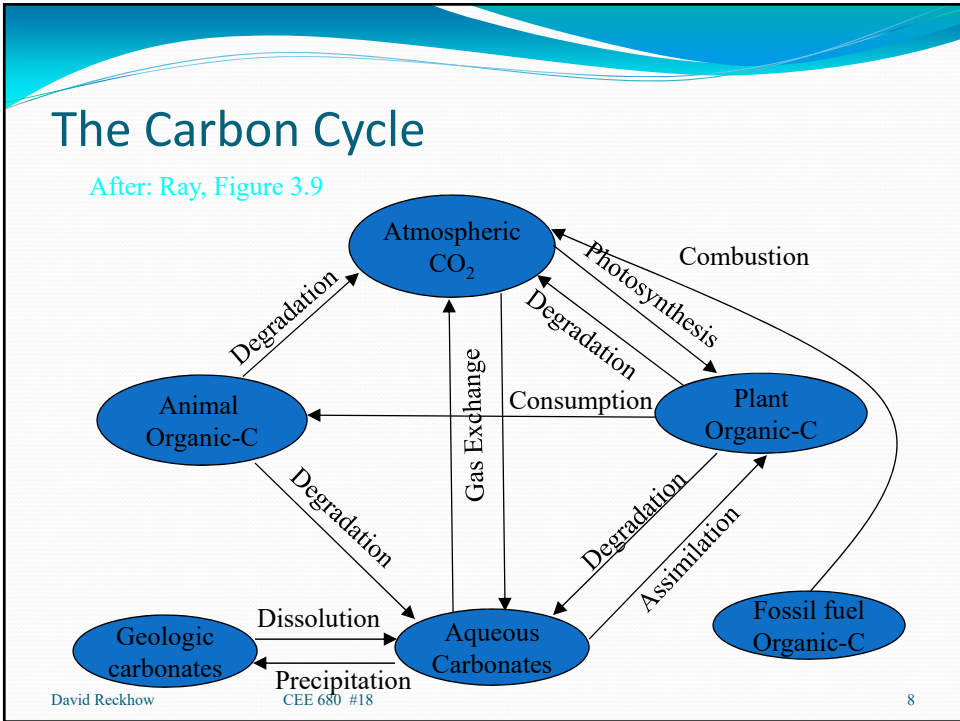 The Carbon Cycle
After: Ray, Figure 3.9
Atmospheric
CO₂
Combustion
Photosynthesis
Degradation
Degradation
Gas Exchange
Consumption
Animal
Organic-C
Plant
Organic-C
Degradation
Degradation
Assimilation
Dissolution
Geologic
carbonates
Aqueous
Carbonates
Fossil fuel
Organic-C
Precipitation
David Reckhow
CEE 680 #18
8